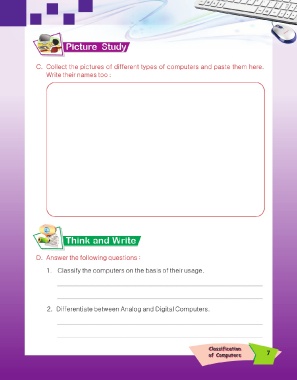 Picture Study
C. Collect the pictures of different types of computers and paste them here.
Write their names too :
Think and Write
D. Answer the following questions :
1. Classify the computers on the basis of their usage.
2. Differentiate between Analog and Digital Computers.
Classification
of Computers
7